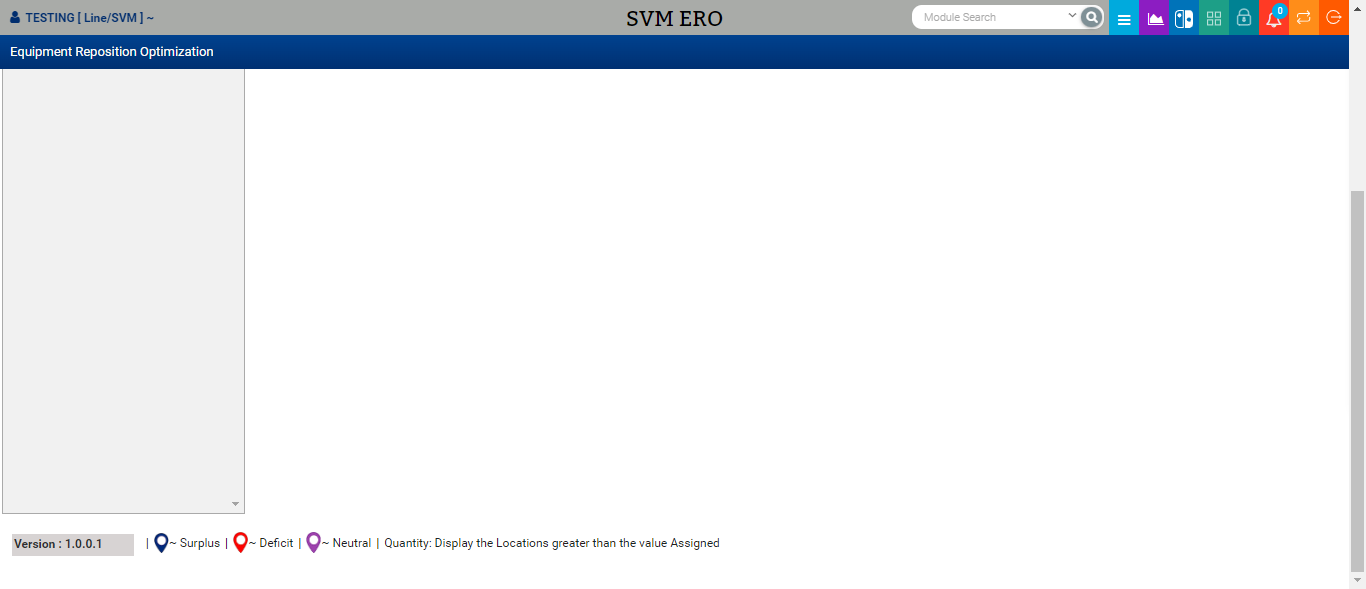 TESTING [ Line/SVM ] ~
SVM ERO
Module Search
0
Equipment Reposition Optimization
Version : 1.0.0.1 | ~ Surplus | ~ Deficit | ~ Neutral | Quantity: Display the Locations greater than the value Assigned